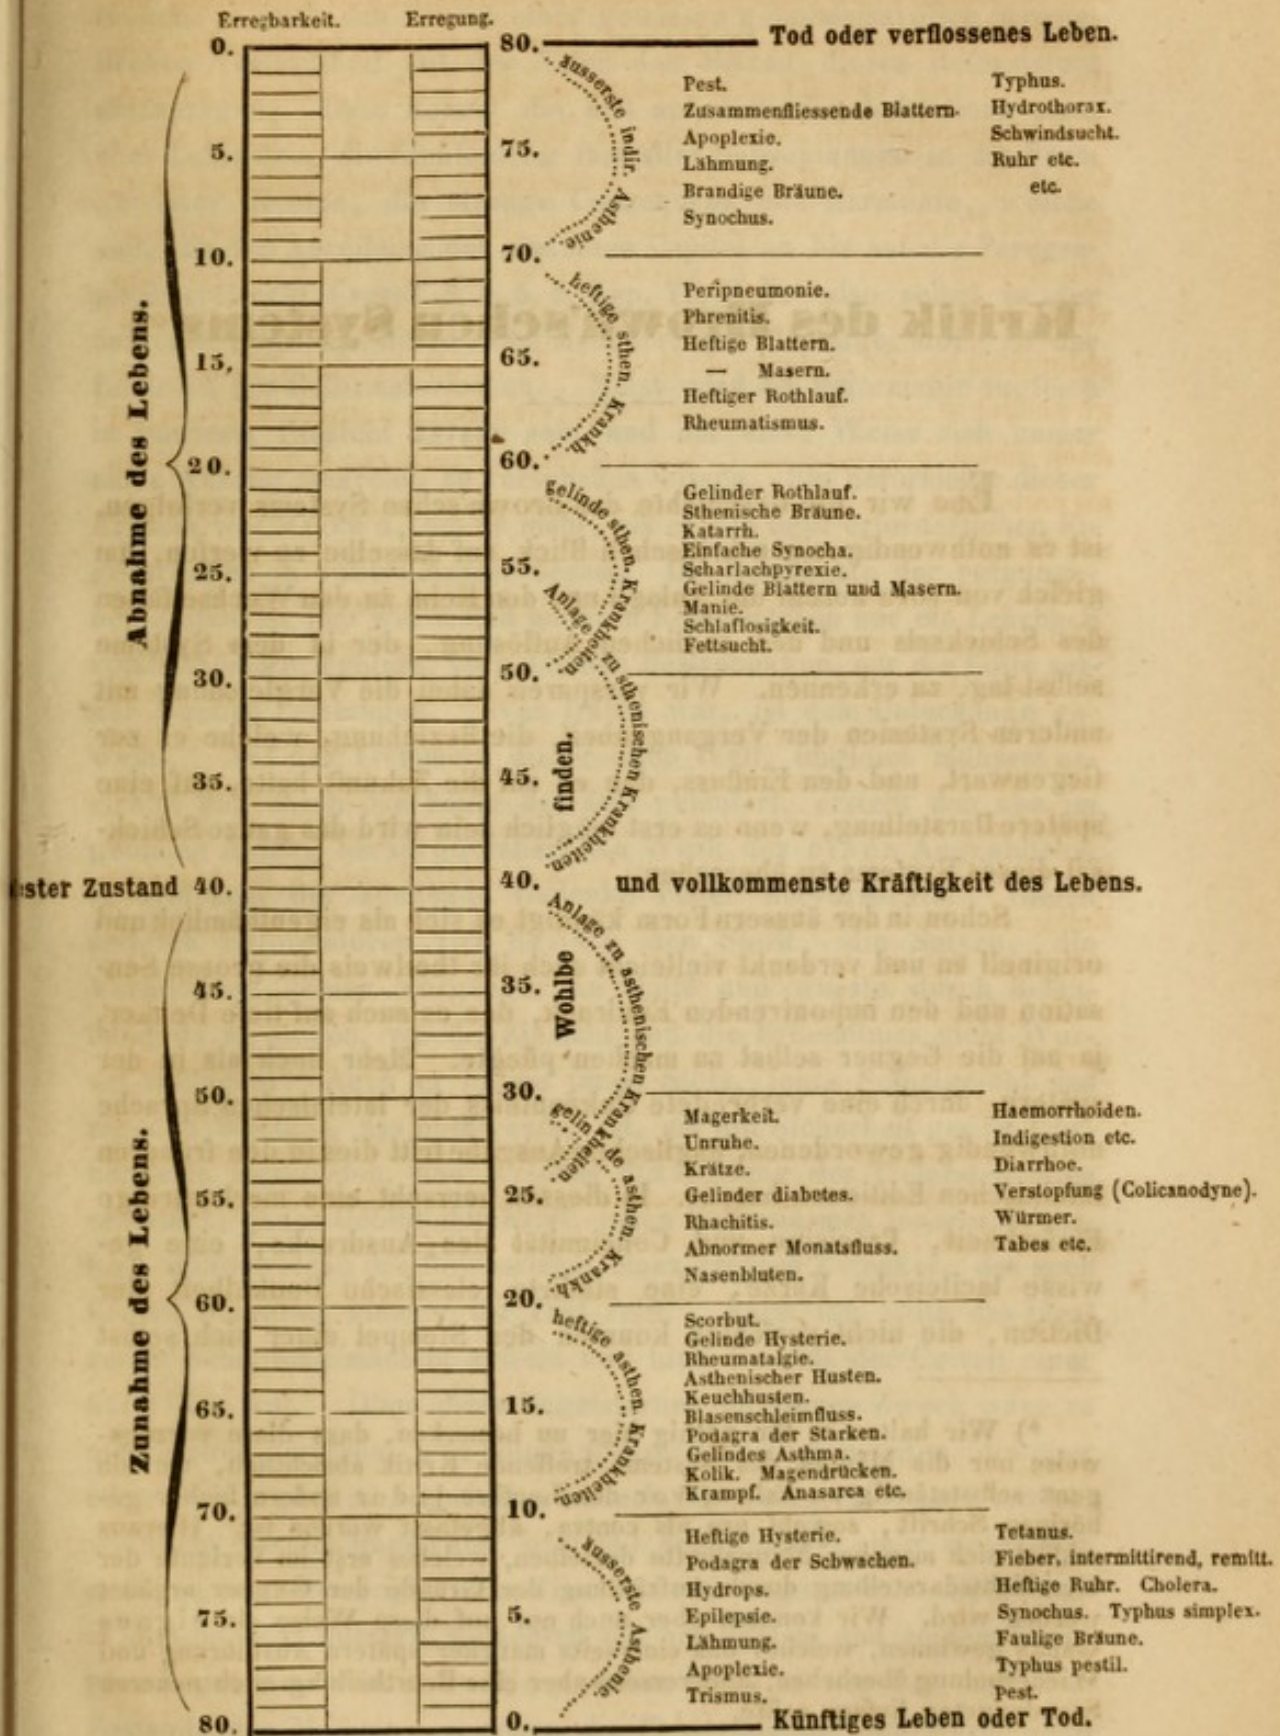 Erregbarkeit. Erregung.
0. 80. Tod oder verflossenes Leben.
äusserste indir. Asthenie
Pest. Typhus.
Zusammenfliessende Blattern. Hydrothorax.
Apoplexie. Schwindsucht.
5. 75.
Lähmung. Ruhr etc.
Brandige Bräune. etc.
Synochus.
10. 70.
heftige sthen. Krankh
Peripneumonie.
Phrenitis.
Heftige Blattern.
15, 65.
— Masern.
Heftiger Rothlauf.
Rheumatismus.
Abnahme des Lebens.
20. 60.
gelinde sthen. Krankheiten
Gelinder Rothlauf.
Sthenische Bräune.
Katarrh.
Einfache Synocha.
25. 55.
Scharlachpyrexie.
Gelinde Blattern und Masern.
Manie.
Schlaflosigkeit.
Fettsucht.
30. 50.
Anlage zu sthenischen Krankheiten
35. 45.
finden.
ster Zustand 40. 40. und vollkommenste Kräftigkeit des Lebens.
Anlage zu asthenischen Krankheiten
45. 35.
Wohlbe
50. 30.
gelinde asthen. Krankh.
Magerkeit. Haemorrhoiden.
Unruhe. Indigestion etc.
Krätze. Diarrhoe.
55. 25. Gelinder diabetes. Verstopfung (Colicanodyne).
Rhachitis. Würmer.
Abnormer Monatsfluss. Tabes etc.
Nasenbluten.
Zunahme des Lebens.
60. 20.
heftige asthen. Krankheiten.
Scorbut.
Gelinde Hysterie.
Rheumatalgie.
Asthenischer Husten.
Keuchhusten.
65. 15.
Blasenschleimfluss.
Podagra der Starken.
Gelindes Asthma.
Kolik. Magendrücken.
Krampf. Anasarca etc.
70. 10.
äusserste Asthenie.
Heftige Hysterie. Tetanus.
Podagra der Schwachen. Fieber, intermittirend, remitt.
Hydrops. Heftige Ruhr. Cholera.
75. 5. Epilepsie. Synochus. Typhus simplex.
Lähmung. Faulige Bräune.
Apoplexie. Typhus pestil.
Trismus. Pest.
80. 0. Künftiges Leben oder Tod.